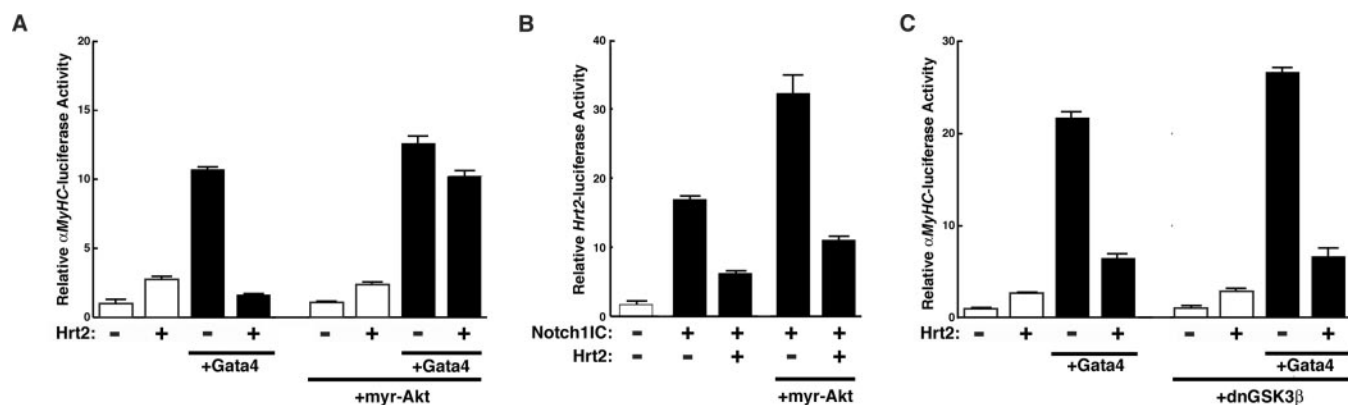 A
Relative αMyHC-luciferase Activity
20
15
10
5
0
Hrt2: - + - + - + - +
+Gata4 +Gata4
+myr-Akt
B
Relative Hrt2-luciferase Activity
40
30
20
10
0
Notch1IC: - + + + +
Hrt2: - - + - +
+myr-Akt
C
Relative αMyHC-luciferase Activity
30
20
10
0
Hrt2: - + - + - + - +
+Gata4 +Gata4
+dnGSK3β